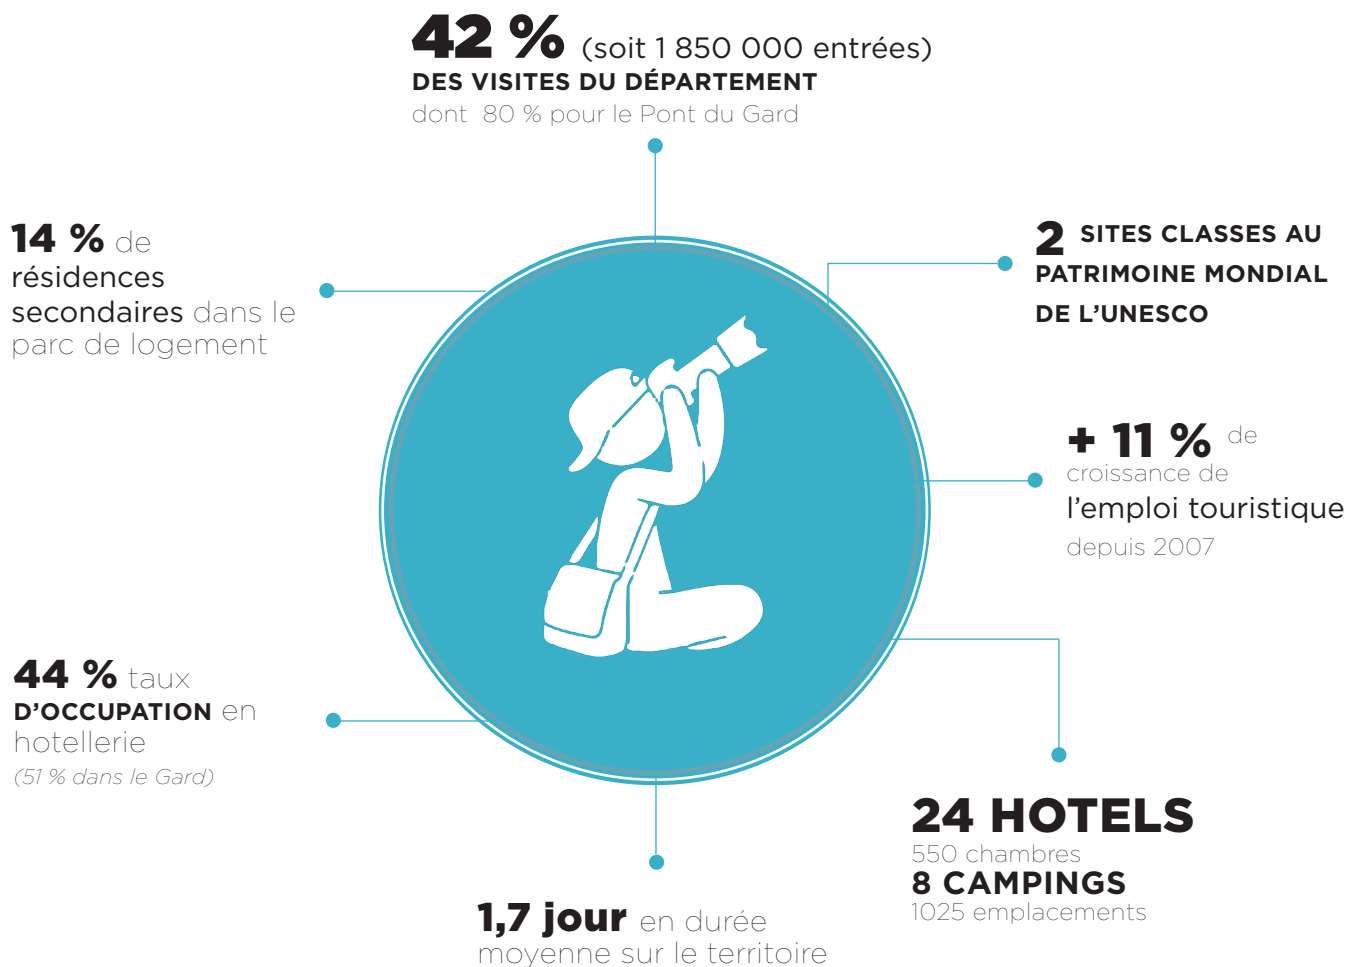 42 % (soit 1 850 000 entrées)
DES VISITES DU DÉPARTEMENT
dont 80 % pour le Pont du Gard
14 % de
résidences
secondaires dans le
parc de logement
2 SITES CLASSES AU
PATRIMOINE MONDIAL
DE L'UNESCO
+ 11 % de
croissance de
l'emploi touristique
depuis 2007
44 % taux
D'OCCUPATION en
hotellerie
(51 % dans le Gard)
24 HOTELS
550 chambres
8 CAMPINGS
1025 emplacements
1,7 jour en durée
moyenne sur le territoire